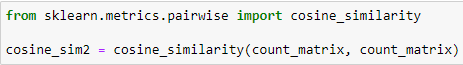 from sklearn.metrics.pairwise import cosine_similarity
cosine_sim2 = cosine_similarity(count_matrix, count_matrix)